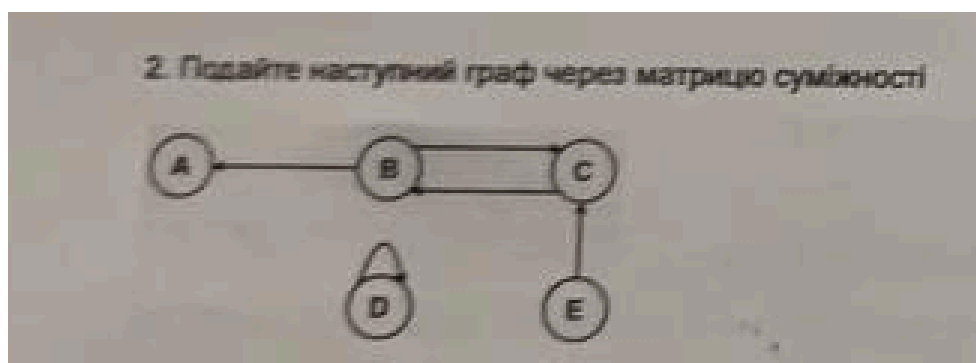 2. Подайте наступний граф через матрицю суміжності
A
B
C
D
E